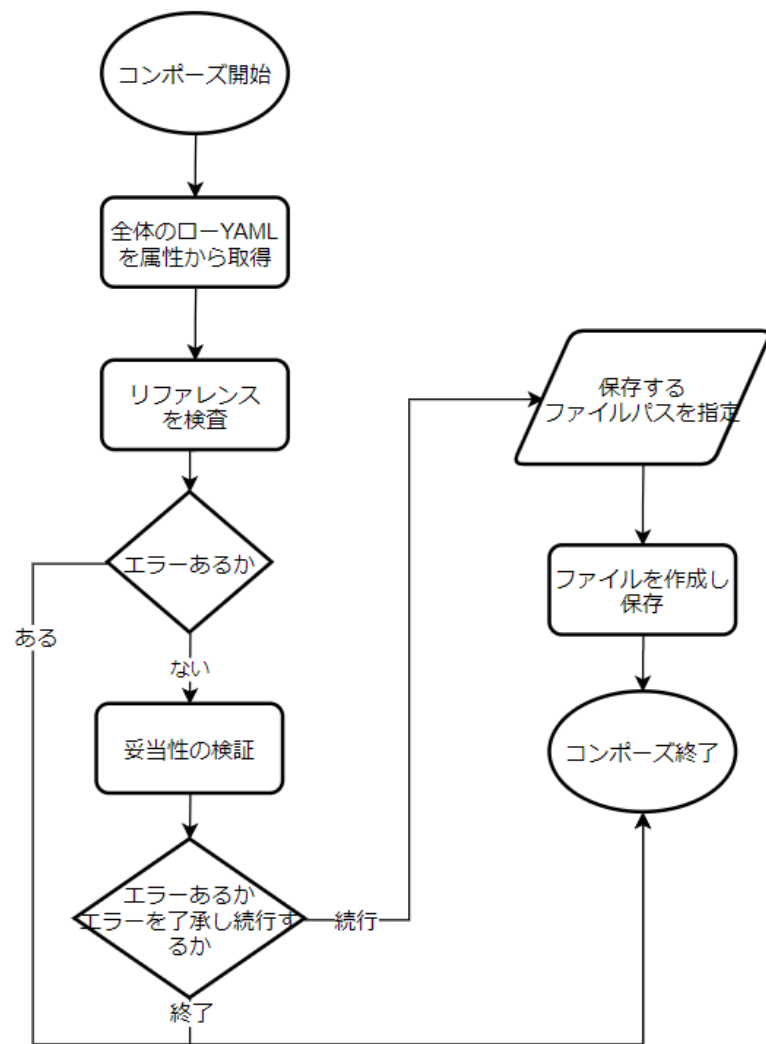 コンポーズ開始
全体のローYAML
を属性から取得
リファレンス
を検査
エラーあるか
ある
ない
妥当性の検証
エラーあるか
エラーを了承し続行す
るか
続行
終了
保存する
ファイルパスを指定
ファイルを作成し
保存
コンポーズ終了